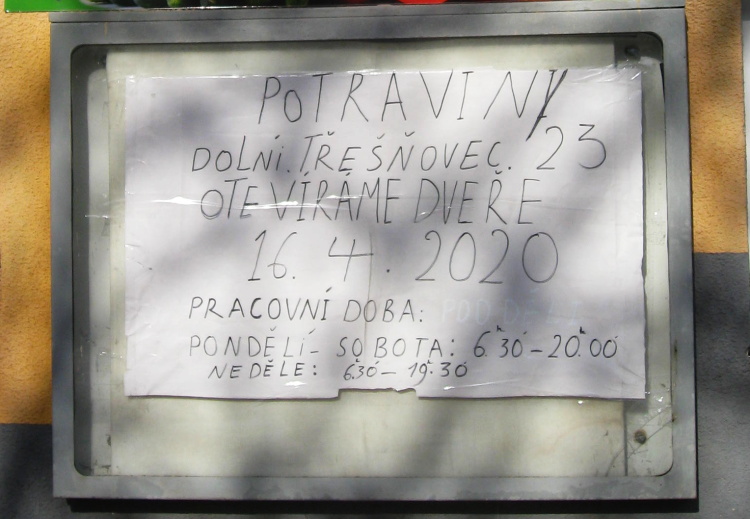 POTRAVINY
DOLNí. TŘEŠŇOVEC. 23
OTEVÍRÁME DVEŘE
16. 4. 2020
PRACOVNÍ DOBA:
PONDĚLÍ- SOBOTA: 6.30 – 20.00
NEDĚLE: 6.30 – 19.30